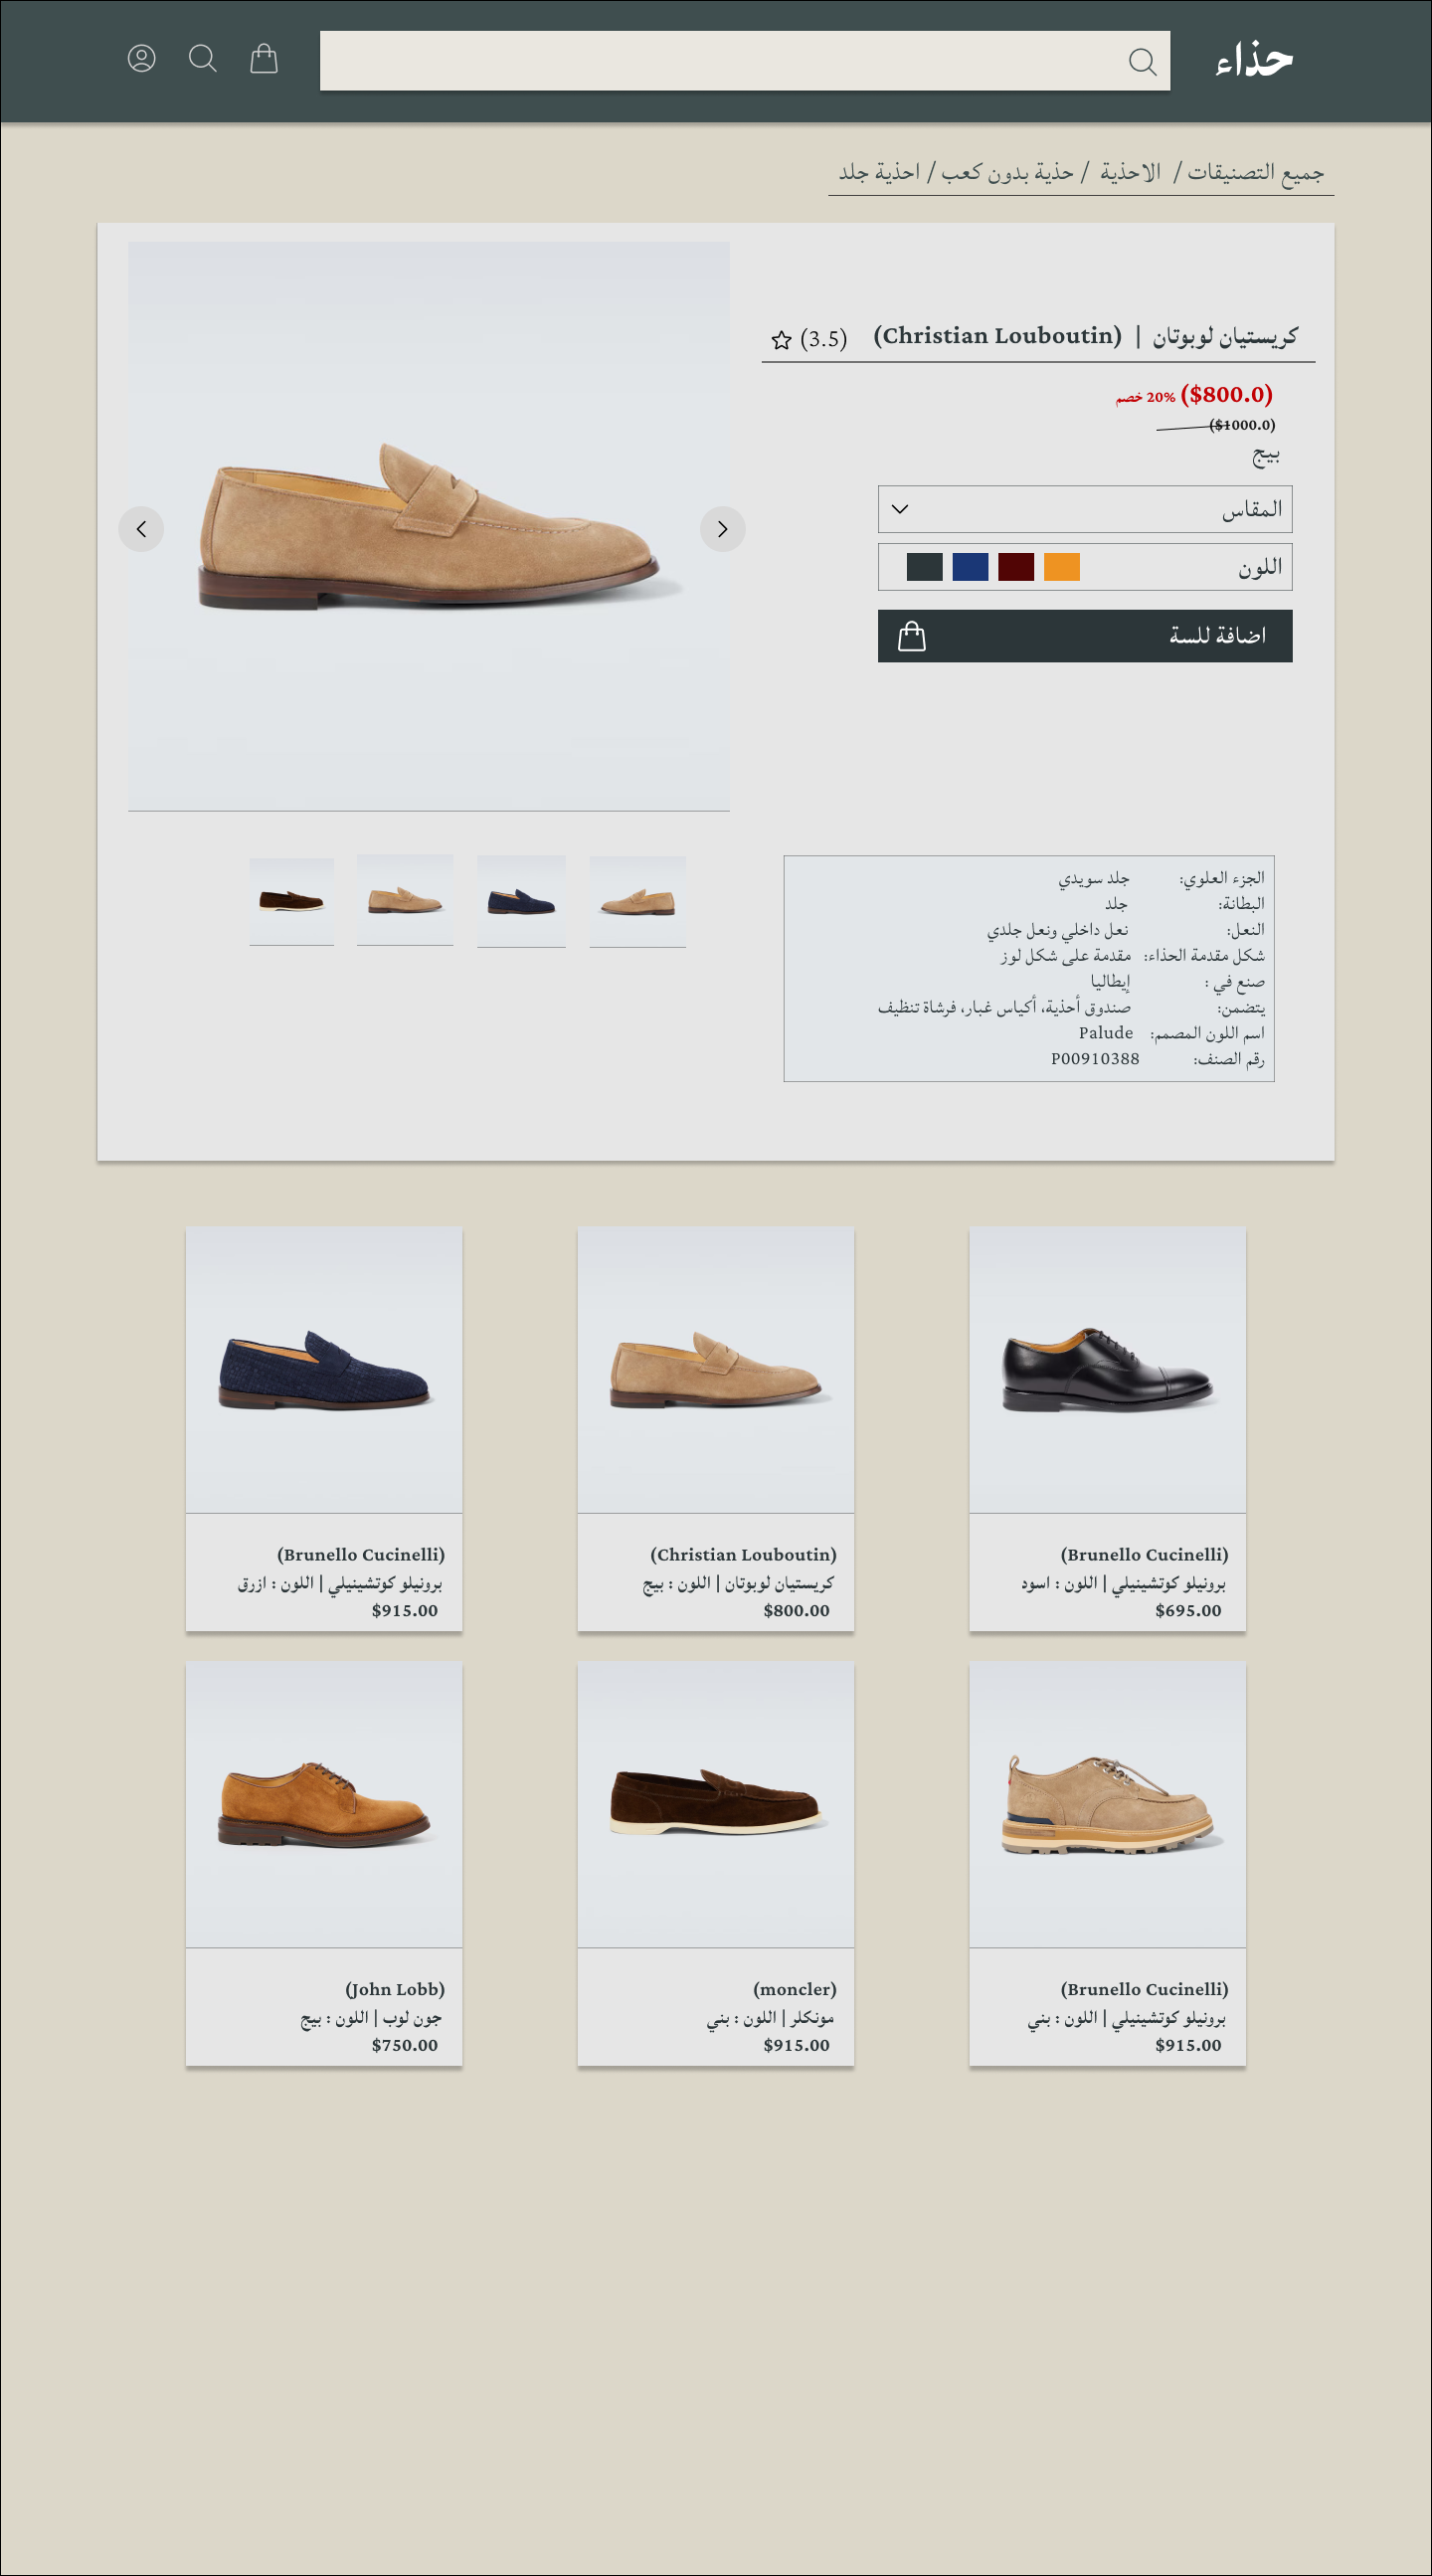 حذاء
جميع التصنيقات / الاحذية / حذية بدون كعب / احذية جلد
كريستيان لوبوتان | (Christian Louboutin) (3.5)
($800.0) 20% خصم
($1000.0)
بيج
المقاس
اللون
اضافة للسة
الجزء العلوي: جلد سويدي
البطانة: جلد
النعل: نعل داخلي ونعل جلدي
شكل مقدمة الحذاء: مقدمة على شكل لوز
صنع في : إيطاليا
يتضمن: صندوق أحذية، أكياس غبار، فرشاة تنظيف
اسم اللون المصمم: Palude
رقم الصنف: P00910388
(Brunello Cucinelli)
برونيلو كوتشينيلي | اللون : اسود
$695.00
(Christian Louboutin)
كريستيان لوبوتان | اللون : بيج
$800.00
(Brunello Cucinelli)
برونيلو كوتشينيلي | اللون : ازرق
$915.00
(Brunello Cucinelli)
برونيلو كوتشينيلي | اللون : بني
$915.00
(moncler)
مونكلر | اللون : بني
$915.00
(John Lobb)
جون لوب | اللون : بيج
$750.00